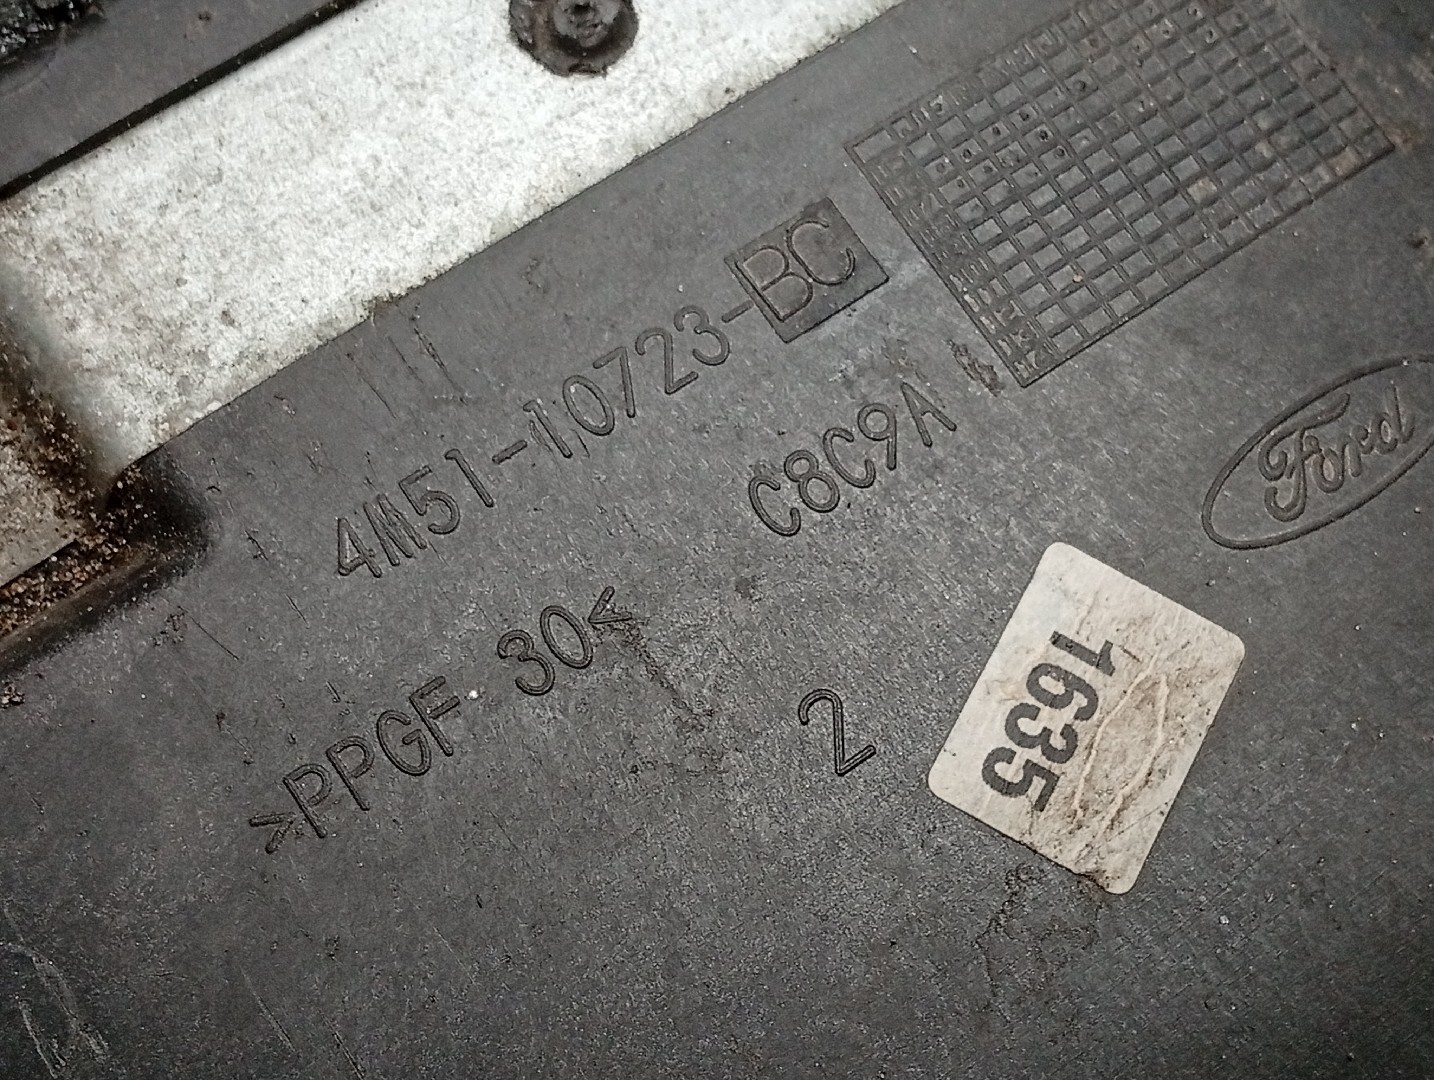 4M51-10723-BC
C8C9A
Ford
>PPGF 30<
2
1635